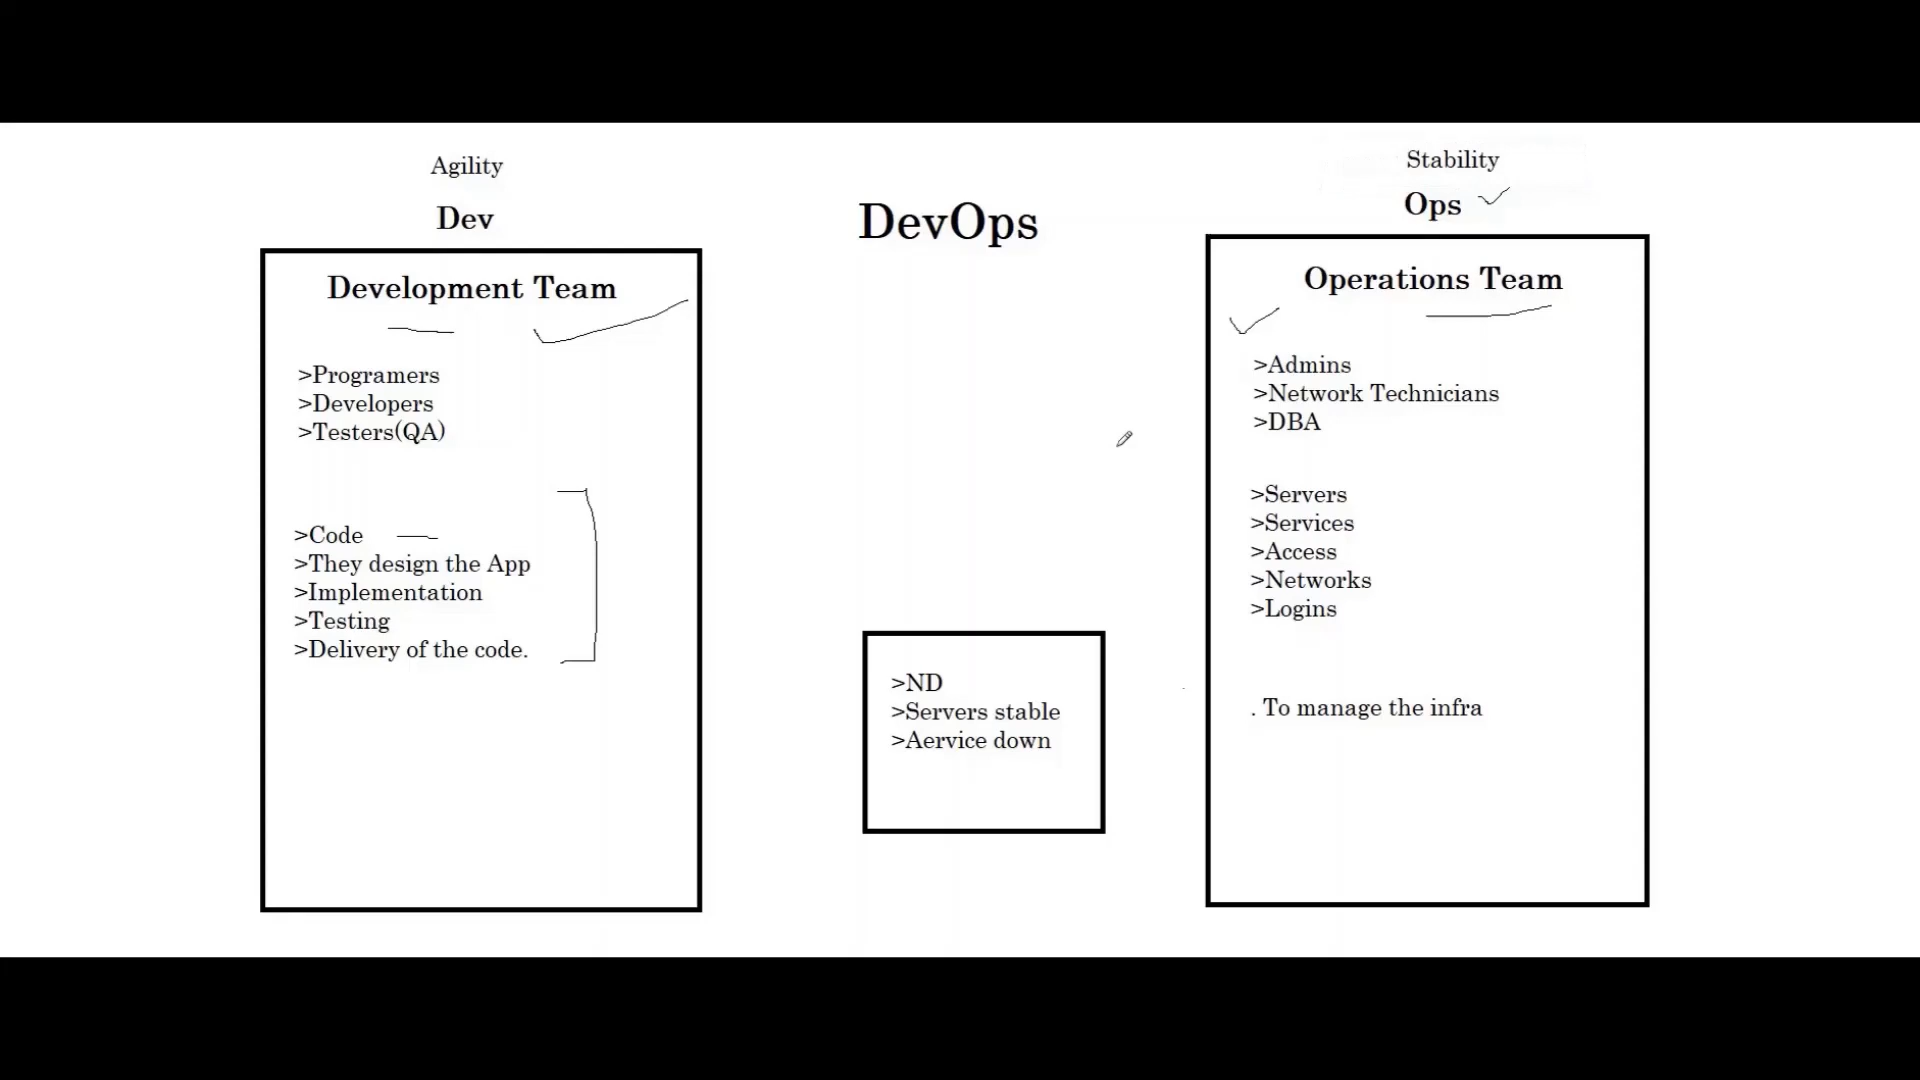 Agility
Dev
Development Team
>Programers
>Developers
>Testers(QA)
>Code
>They design the App
>Implementation
>Testing
>Delivery of the code.
DevOps
>ND
>Servers stable
>Aervice down
Stability
Ops
Operations Team
>Admins
>Network Technicians
>DBA
>Servers
>Services
>Access
>Networks
>Logins
. To manage the infra